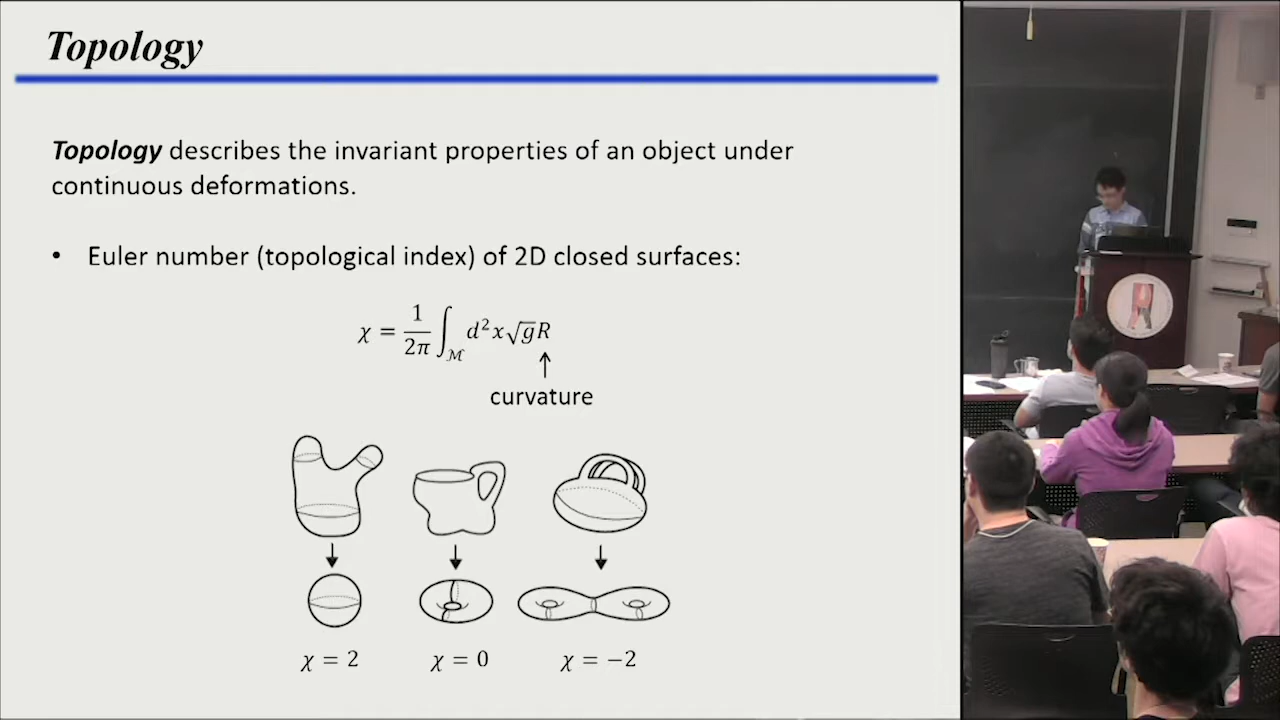 Topology
Topology describes the invariant properties of an object under
continuous deformations.
• Euler number (topological index) of 2D closed surfaces:
χ = 1/2π ∫_ℳ d²x√g R
curvature
χ = 2 χ = 0 χ = −2